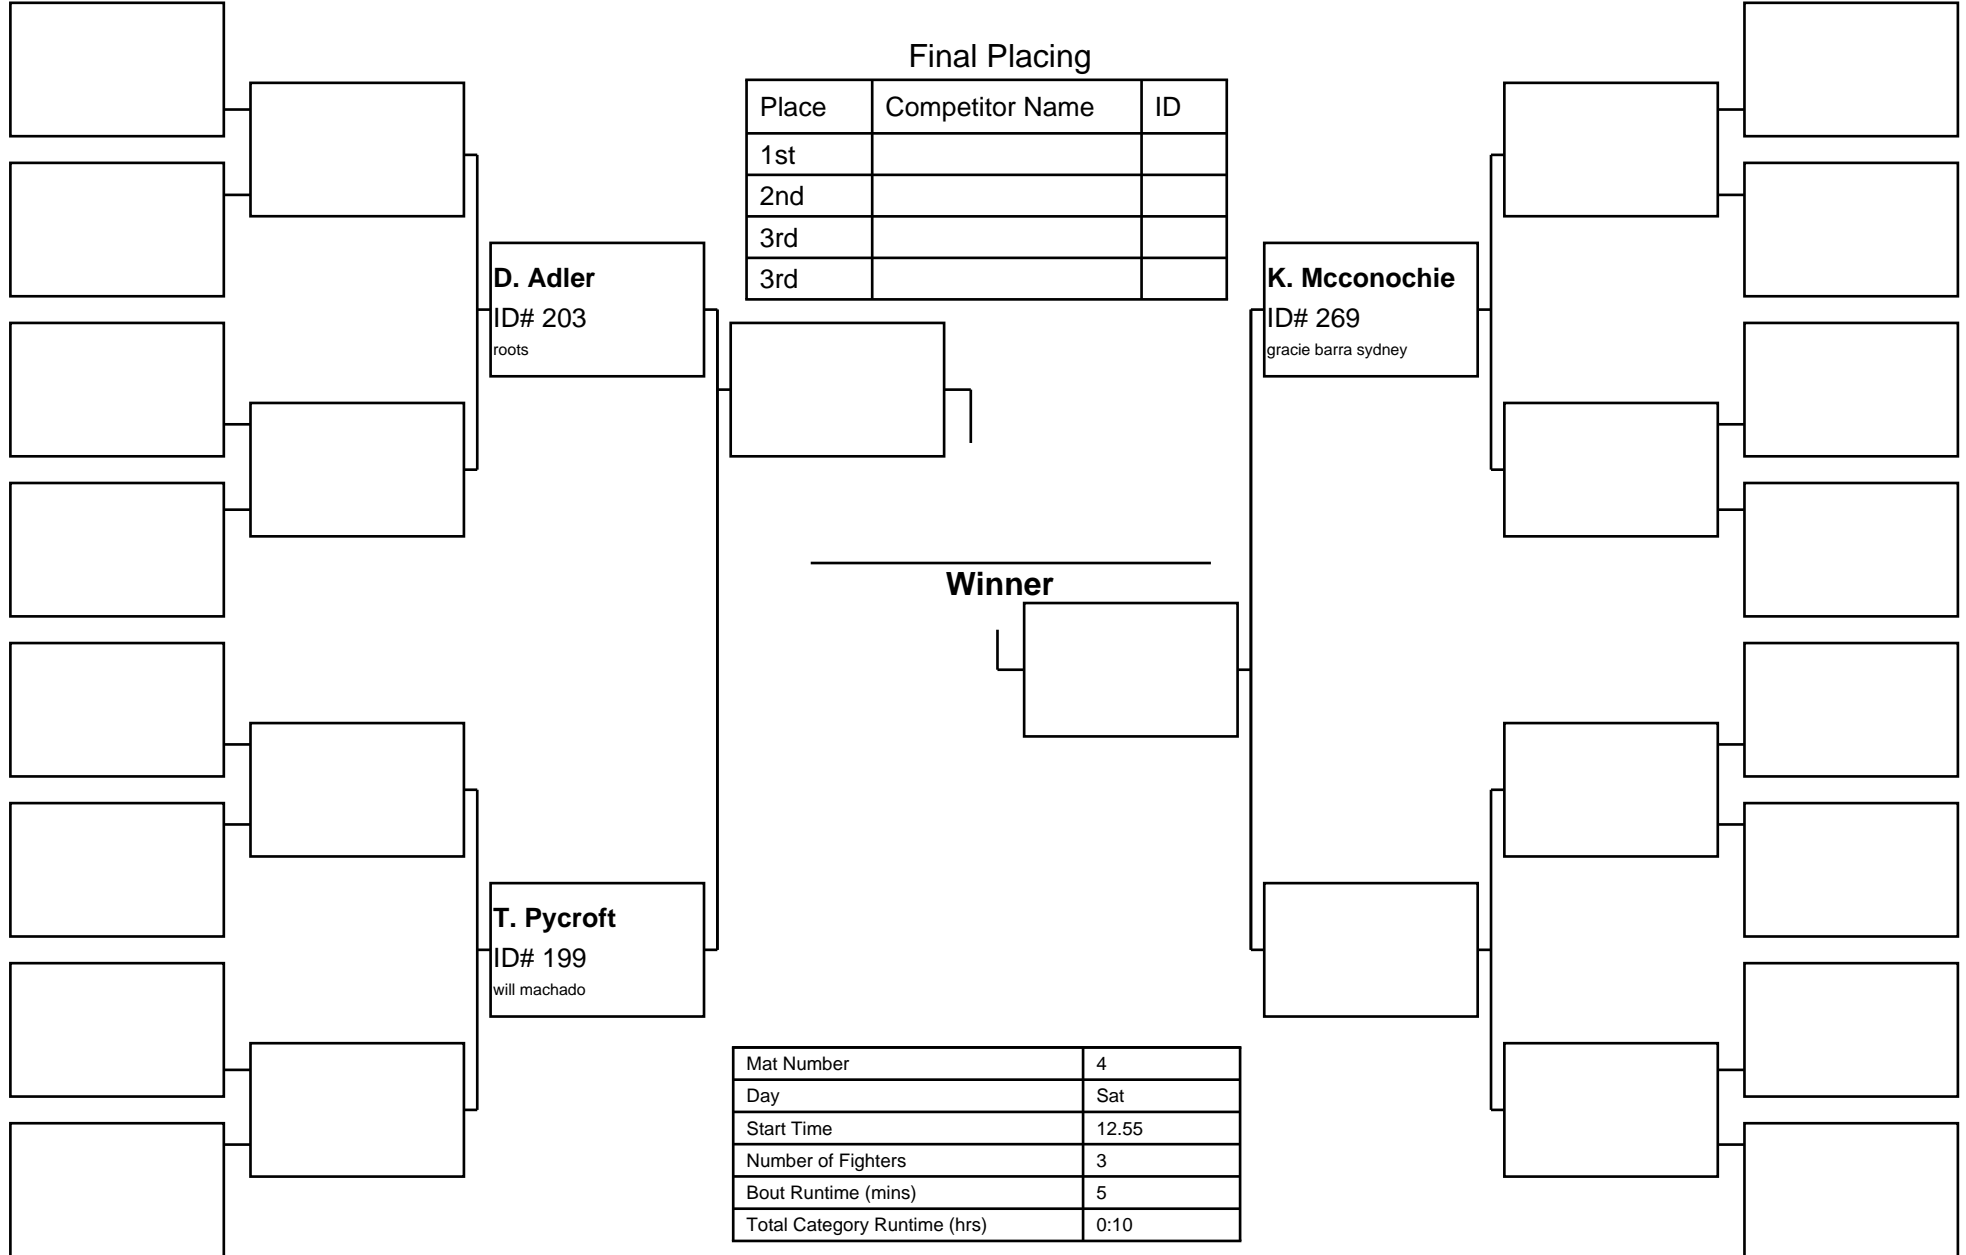 Final Placing
Place Competitor Name ID
1st
2nd
3rd
3rd
D. Adler
ID# 203
roots
K. Mcconochie
ID# 269
gracie barra sydney
Winner
T. Pycroft
ID# 199
will machado
Mat Number 4
Day Sat
Start Time 12.55
Number of Fighters 3
Bout Runtime (mins) 5
Total Category Runtime (hrs) 0:10